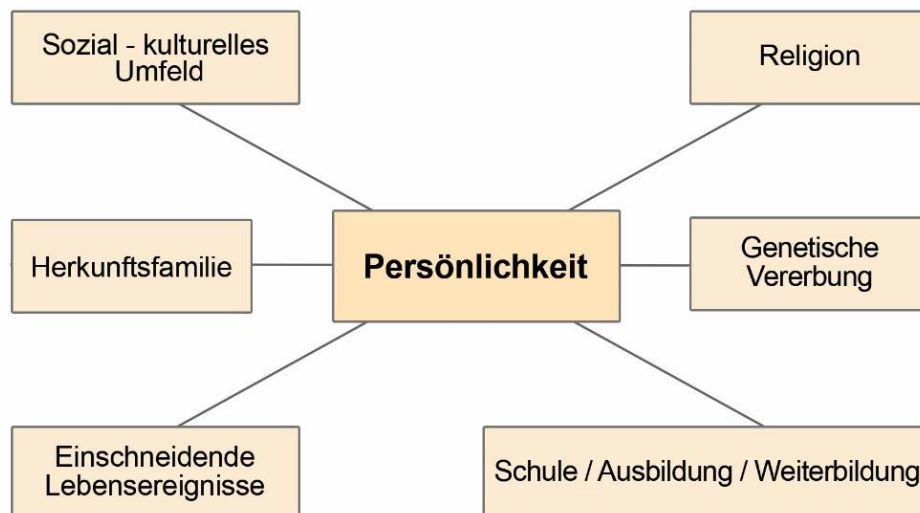 Sozial - kulturelles
Umfeld
Religion
Herkunftsfamilie
Persönlichkeit
Genetische
Vererbung
Einschneidende
Lebensereignisse
Schule / Ausbildung / Weiterbildung